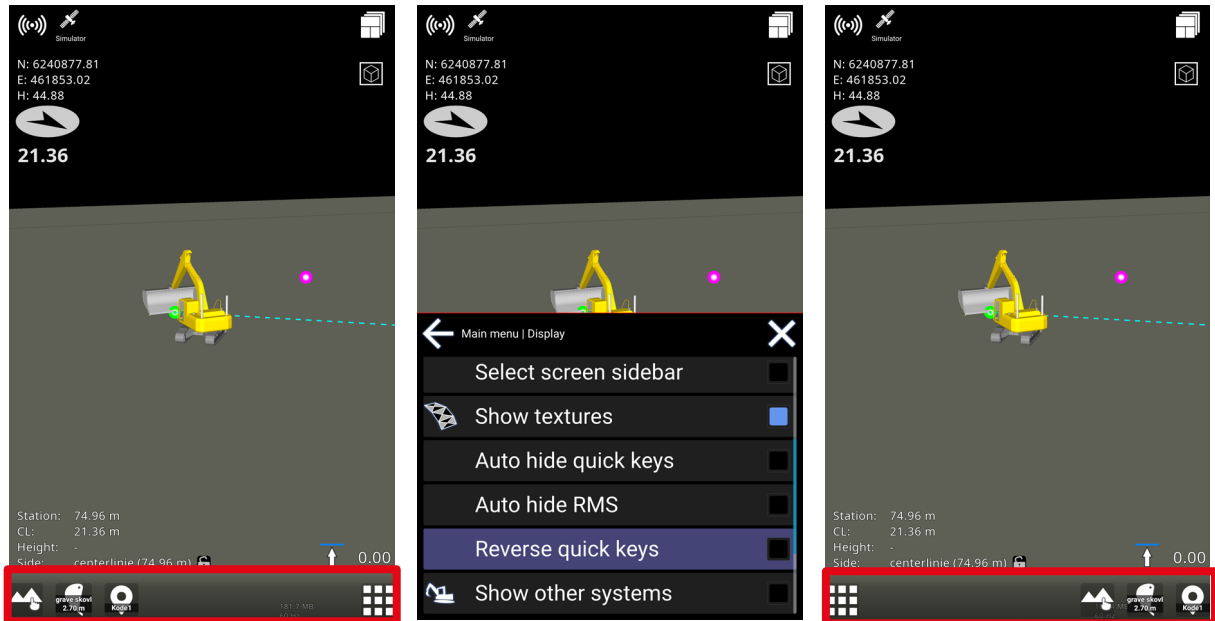 Simulator
N: 6240877.81
E: 461853.02
H: 44.88
21.36
Station: 74.96 m
CL: 21.36 m
Height: -
Side: centerlinie (74.96 m)
0.00
grave skovl
2.70 m
Kode1
181.7 MB
Simulator
N: 6240877.81
E: 461853.02
H: 44.88
21.36
Main menu | Display
Select screen sidebar
Show textures
Auto hide quick keys
Auto hide RMS
Reverse quick keys
Show other systems
Simulator
N: 6240877.81
E: 461853.02
H: 44.88
21.36
Station: 74.96 m
CL: 21.36 m
Height: -
Side: centerlinie (74.96 m)
0.00
grave skovl
2.70 m
Kode1